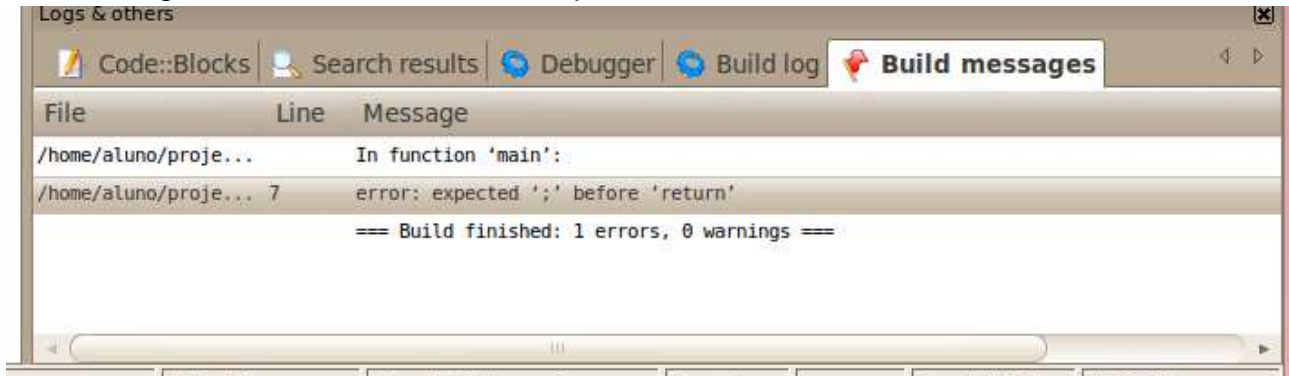 Logs & others
Code::Blocks Search results Debugger Build log Build messages
File Line Message
/home/aluno/proje... In function ‘main’:
/home/aluno/proje... 7 error: expected ‘;’ before ‘return’
=== Build finished: 1 errors, 0 warnings ===